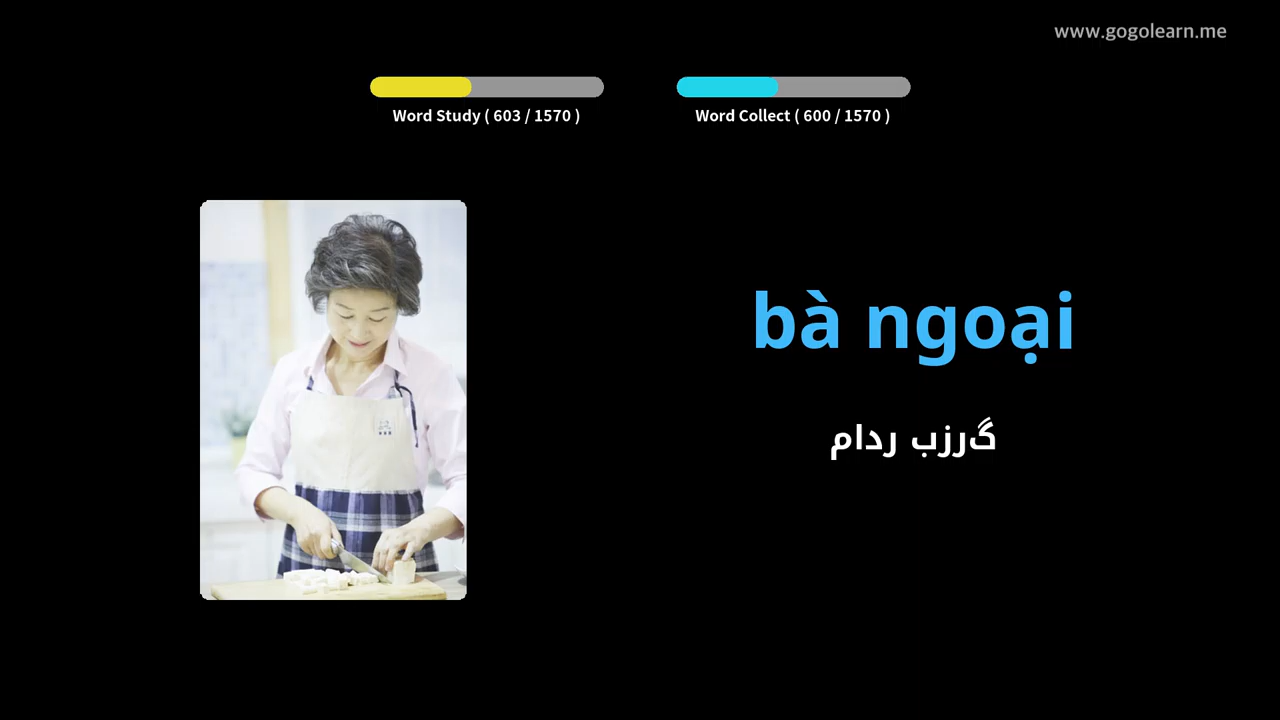 www.gogolearn.me
Word Study ( 603 / 1570 )
Word Collect ( 600 / 1570 )
bà ngoại
گرزب ردام